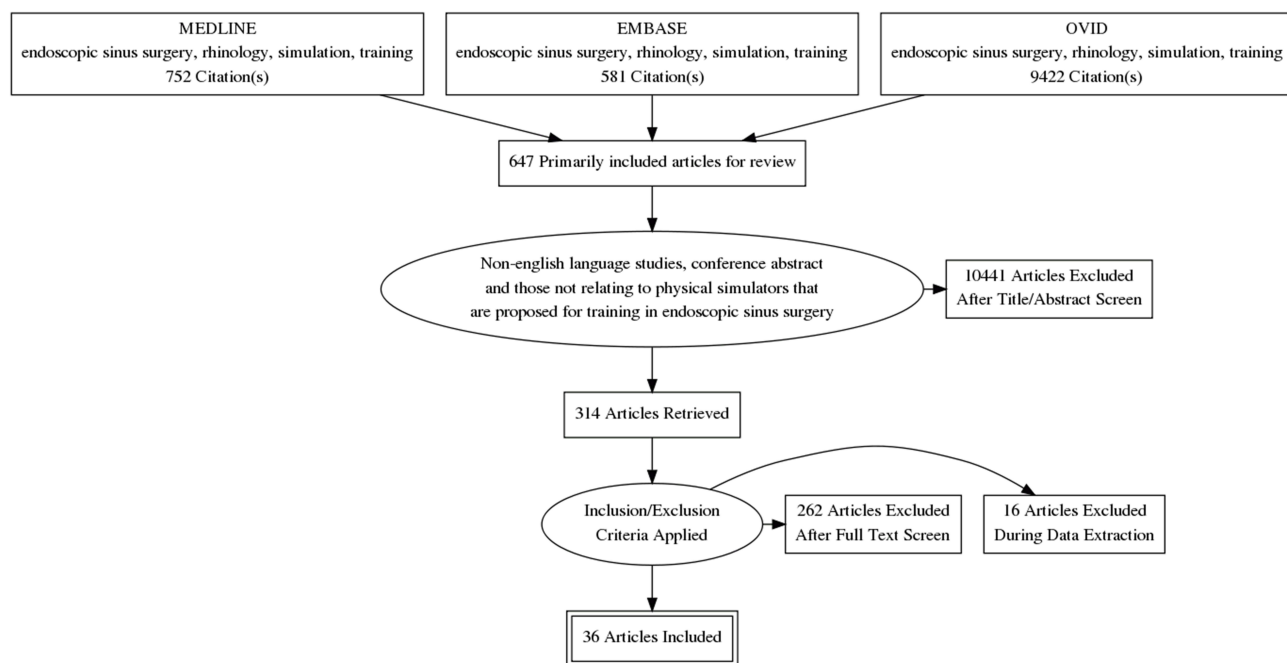 MEDLINE
endoscopic sinus surgery, rhinology, simulation, training
752 Citation(s)
EMBASE
endoscopic sinus surgery, rhinology, simulation, training
581 Citation(s)
OVID
endoscopic sinus surgery, rhinology, simulation, training
9422 Citation(s)
647 Primarily included articles for review
Non-english language studies, conference abstract
and those not relating to physical simulators that
are proposed for training in endoscopic sinus surgery
10441 Articles Excluded
After Title/Abstract Screen
314 Articles Retrieved
Inclusion/Exclusion
Criteria Applied
262 Articles Excluded
After Full Text Screen
16 Articles Excluded
During Data Extraction
36 Articles Included